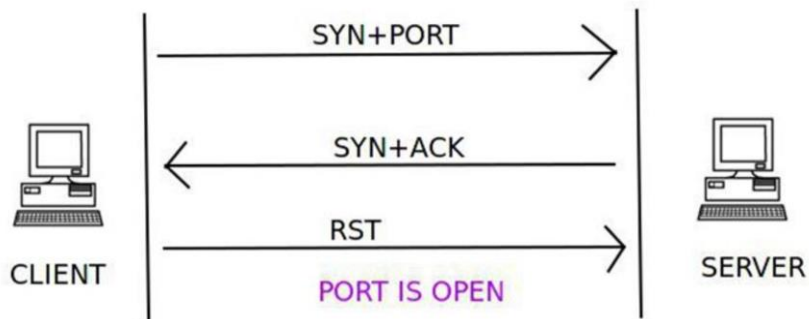 SYN+PORT
SYN+ACK
RST
CLIENT
SERVER
PORT IS OPEN